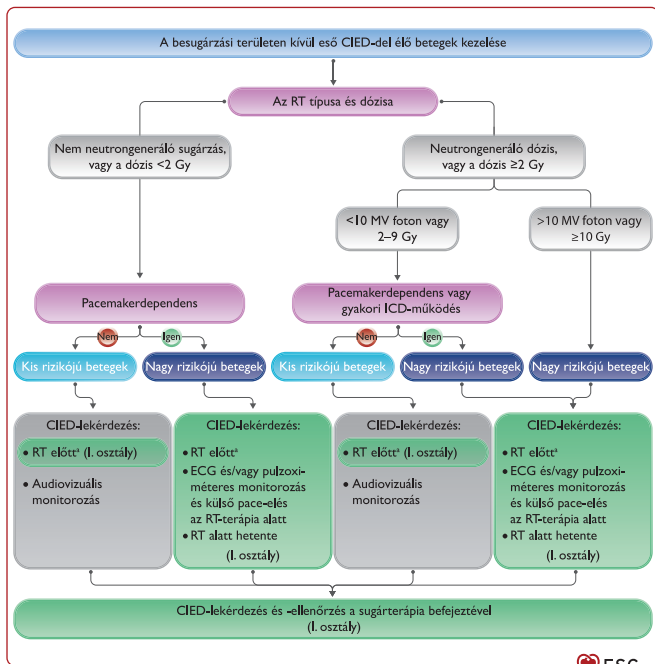 A besugárzási területen kívül eső CIED-del élő betegek kezelése
Az RT típusa és dózisa
Nem neutrongeneráló sugárzás,
vagy a dózis <2 Gy
Neutrongeneráló dózis,
vagy a dózis ≥2 Gy
<10 MV foton vagy
2–9 Gy
>10 MV foton vagy
≥10 Gy
Pacemakerdependens
Pacemakerdependens vagy
gyakori ICD-működés
Nem
Igen
Nem
Igen
Kis rizikójú betegek
Nagy rizikójú betegek
Kis rizikójú betegek
Nagy rizikójú betegek
Nagy rizikójú betegek
CIED-lekérdezés:
• RT előttª (I. osztály)
• Audiovizuális
monitorozás
CIED-lekérdezés:
• RT előttª
• ECG és/vagy pulzoxi-
méteres monitorozás
és külső pace-elés
az RT-terápia alatt
• RT alatt hetente
(I. osztály)
CIED-lekérdezés:
• RT előttª (I. osztály)
• Audiovizuális
monitorozás
CIED-lekérdezés:
• RT előttª
• ECG és/vagy pulzoxi-
méteres monitorozás
és külső pace-elés
az RT-terápia alatt
• RT alatt hetente
(I. osztály)
CIED-lekérdezés és -ellenőrzés a sugárterápia befejeztével
(I. osztály)
ESC